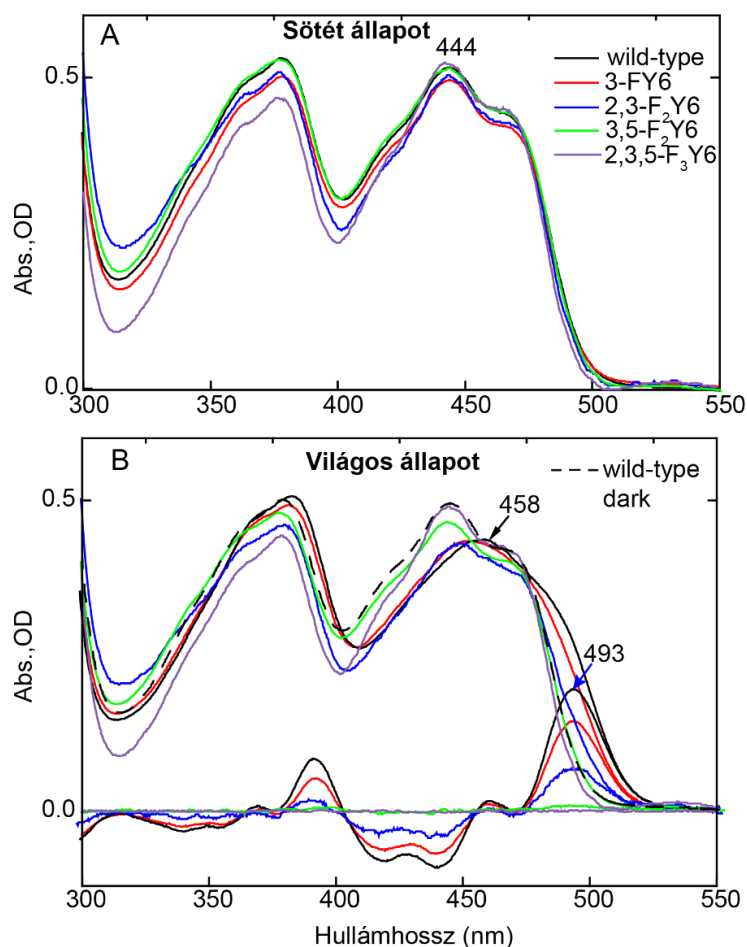 A
Sötét állapot
444
wild-type
3-FY6
2,3-F₂Y6
3,5-F₂Y6
2,3,5-F₃Y6
0.5
Abs.,OD
0.0
300 350 400 450 500 550
B
Világos állapot
wild-type
dark
458
493
0.5
Abs.,OD
0.0
300 350 400 450 500 550
Hullámhossz (nm)